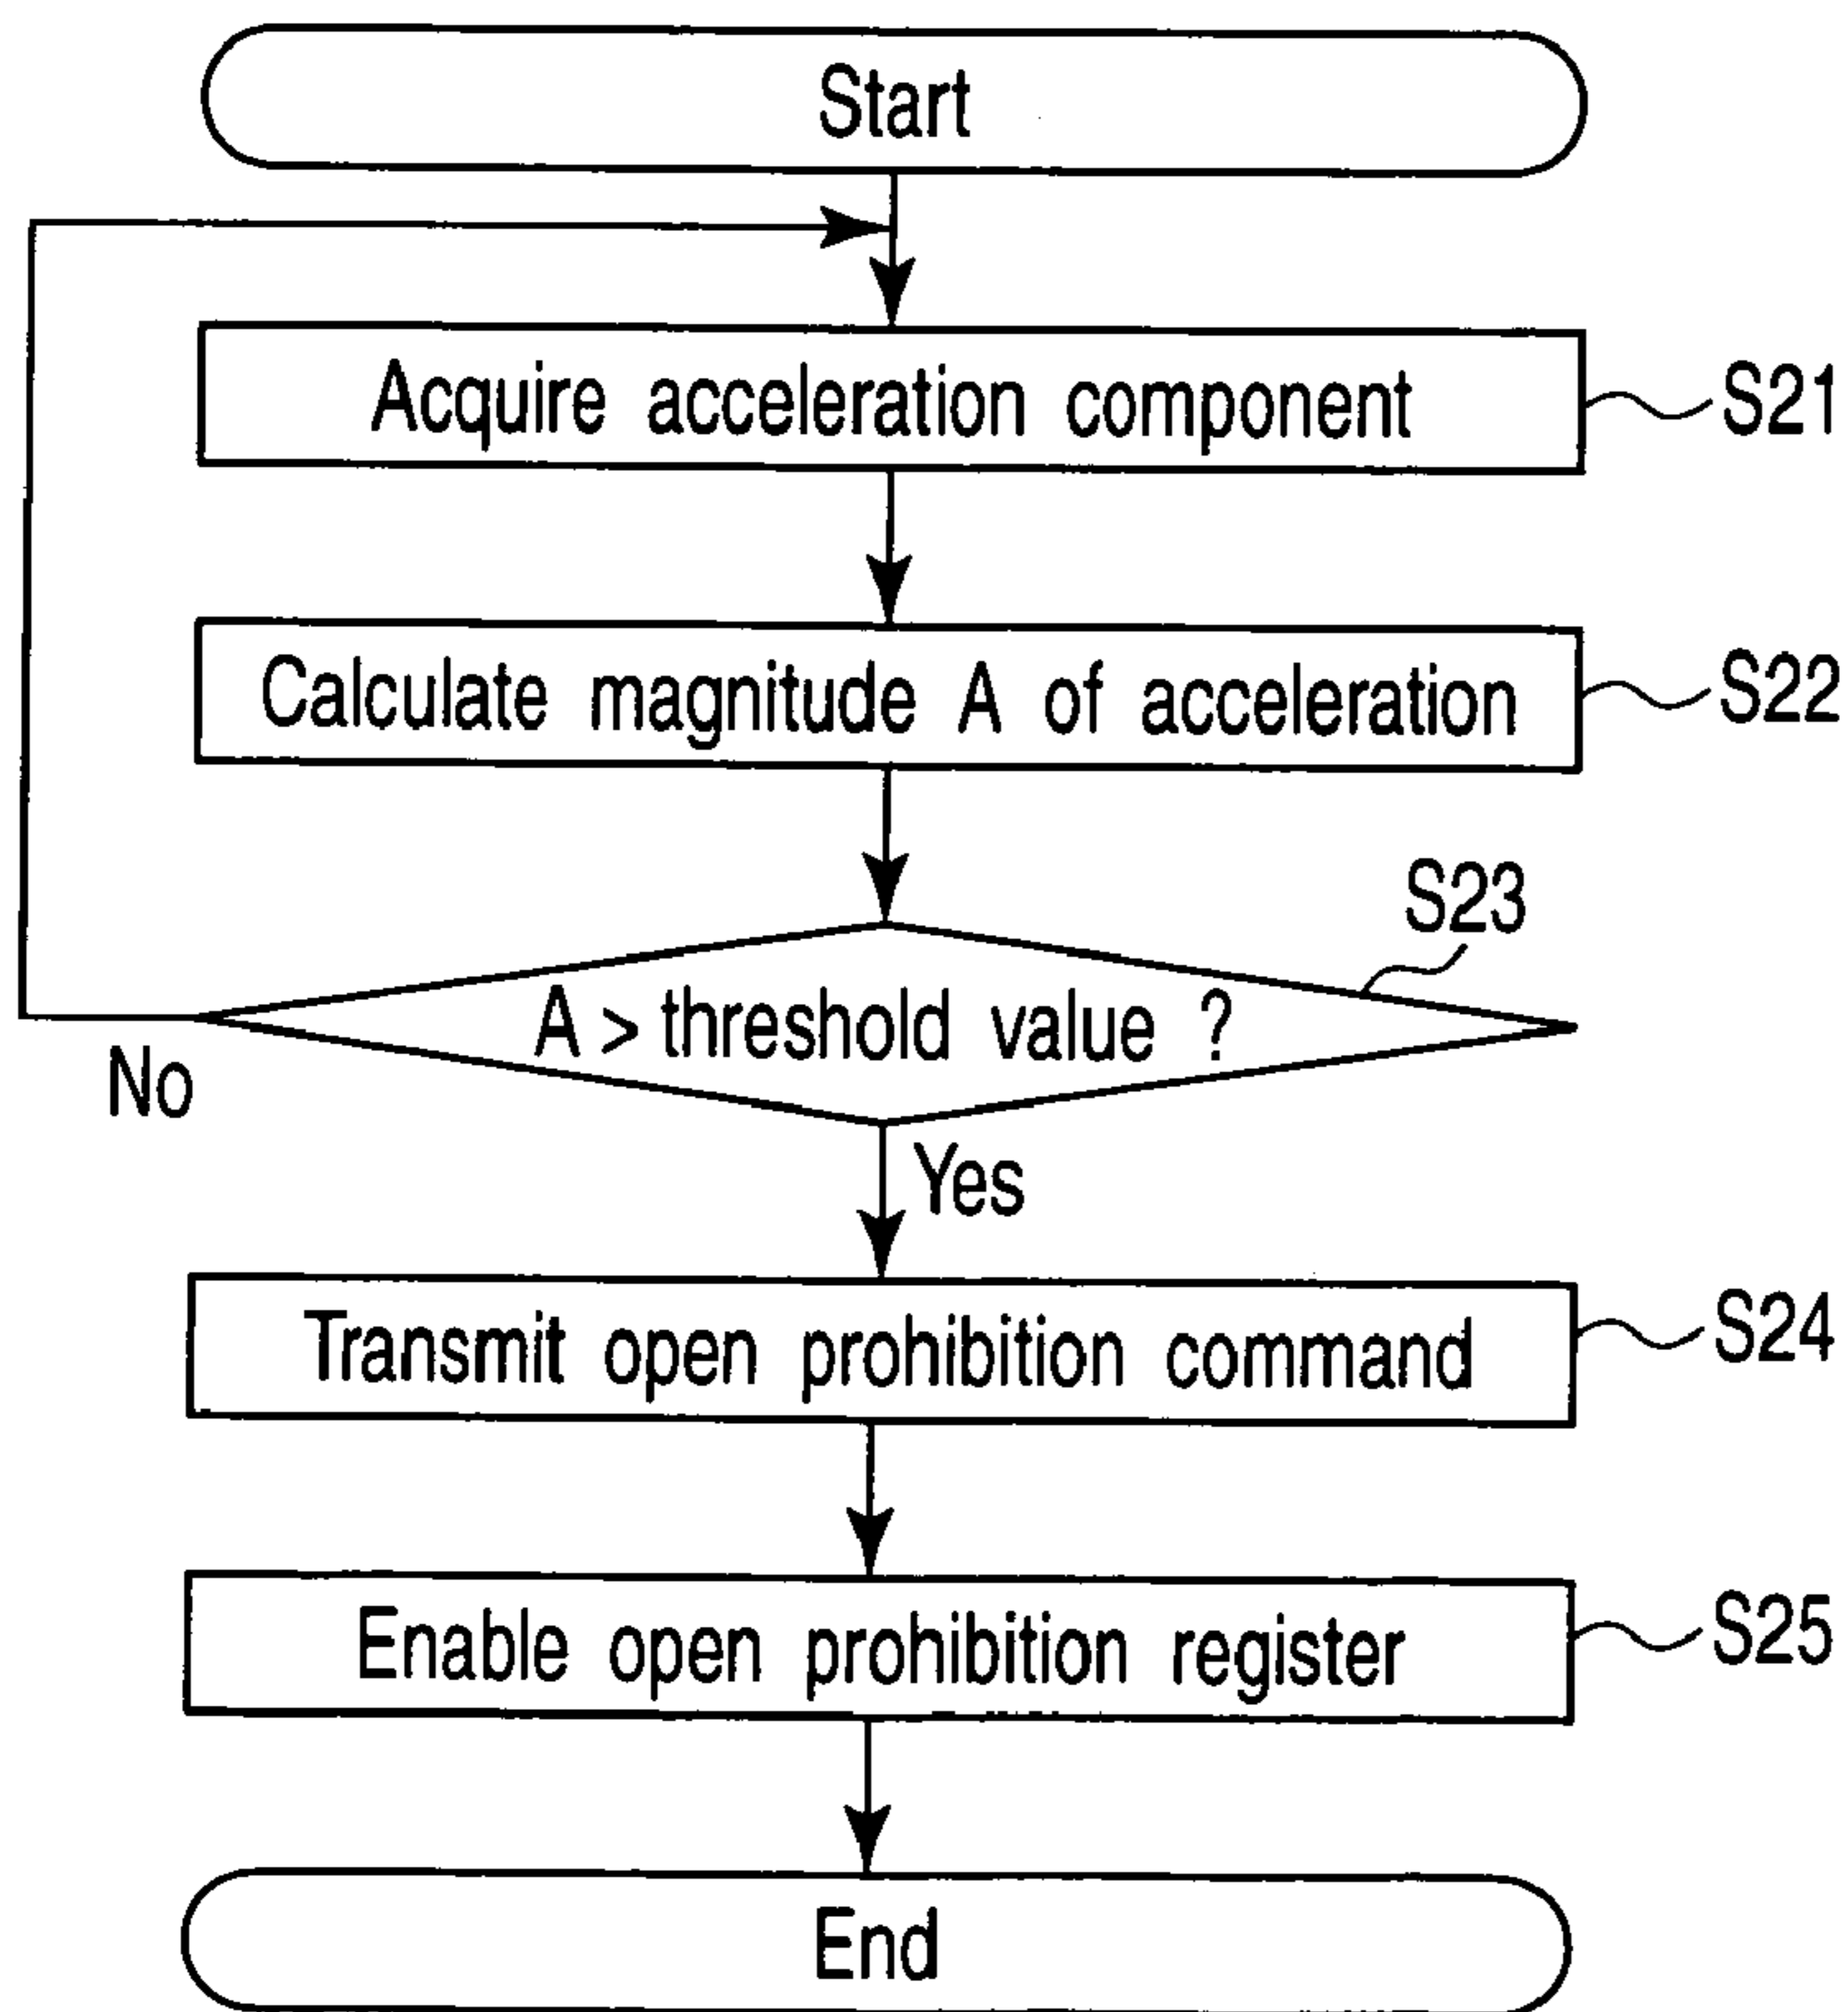 Start
Acquire acceleration component
S21
Calculate magnitude A of acceleration
S22
S23
A > threshold value ?
No
Yes
Transmit open prohibition command
S24
Enable open prohibition register
S25
End